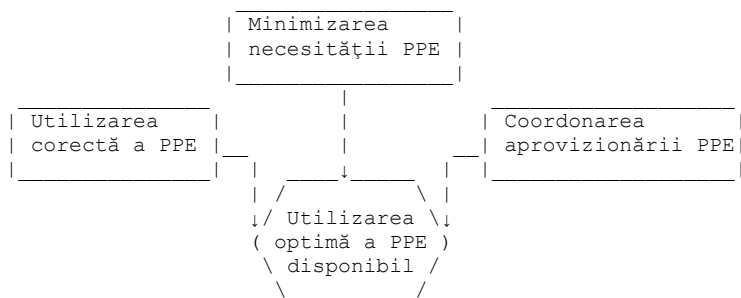 Minimizarea
necesităţii PPE
Utilizarea
corectă a PPE
Coordonarea
aprovizionării PPE
Utilizarea
optimă a PPE
disponibil